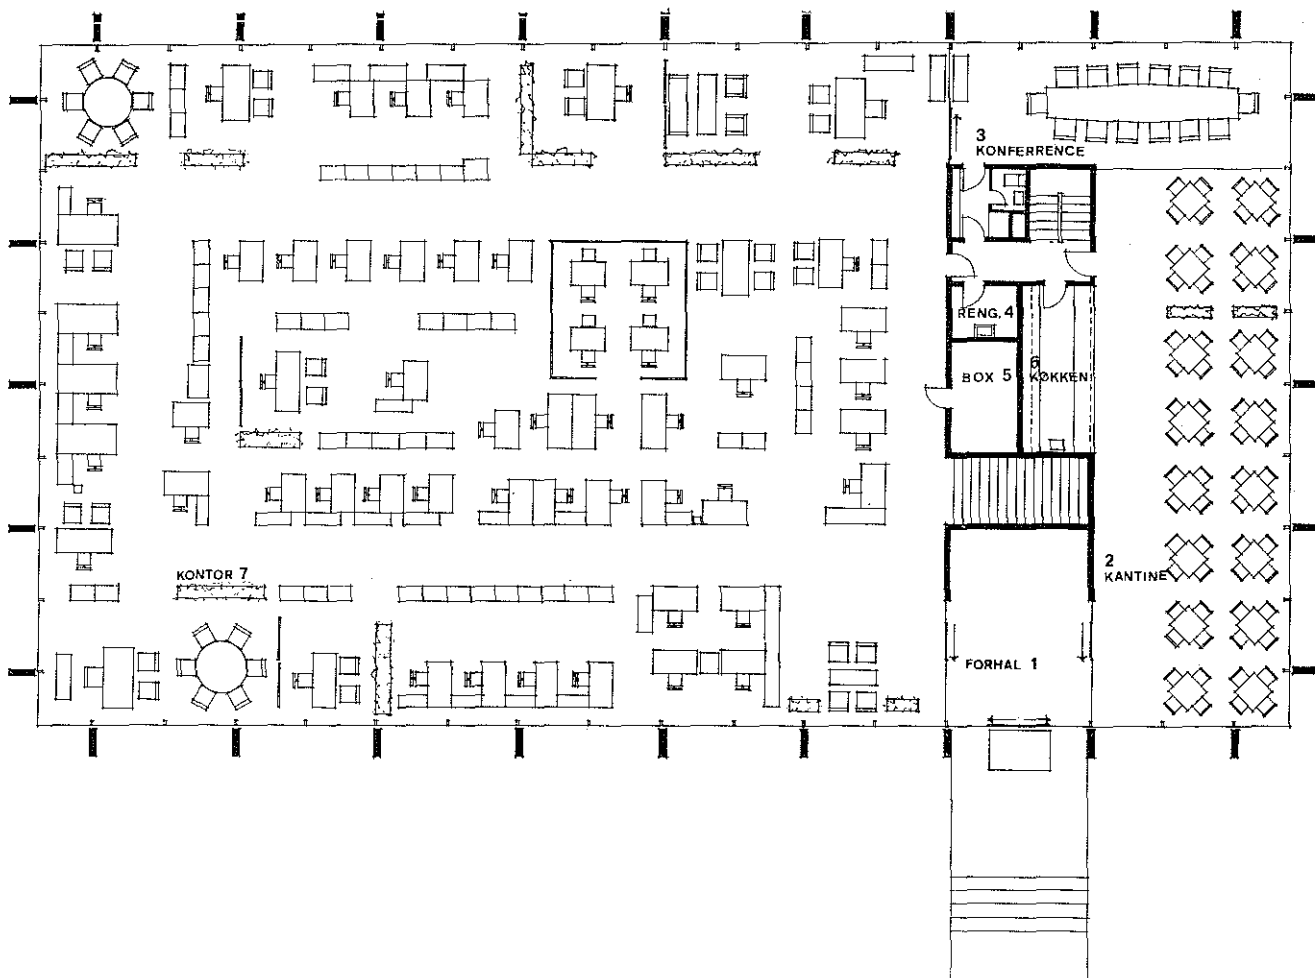 3
KONFERRENCE
RENG. 4
BOX 5
6
KØKKEN
KONTOR 7
2
KANTINE
FORHAL 1